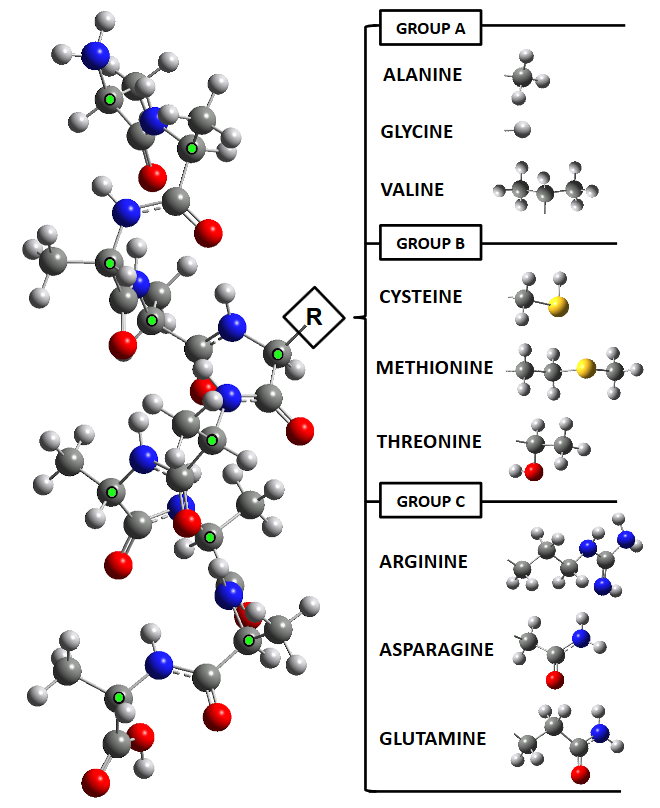 GROUP A
ALANINE
GLYCINE
VALINE
GROUP B
R
CYSTEINE
METHIONINE
THREONINE
GROUP C
ARGININE
ASPARAGINE
GLUTAMINE